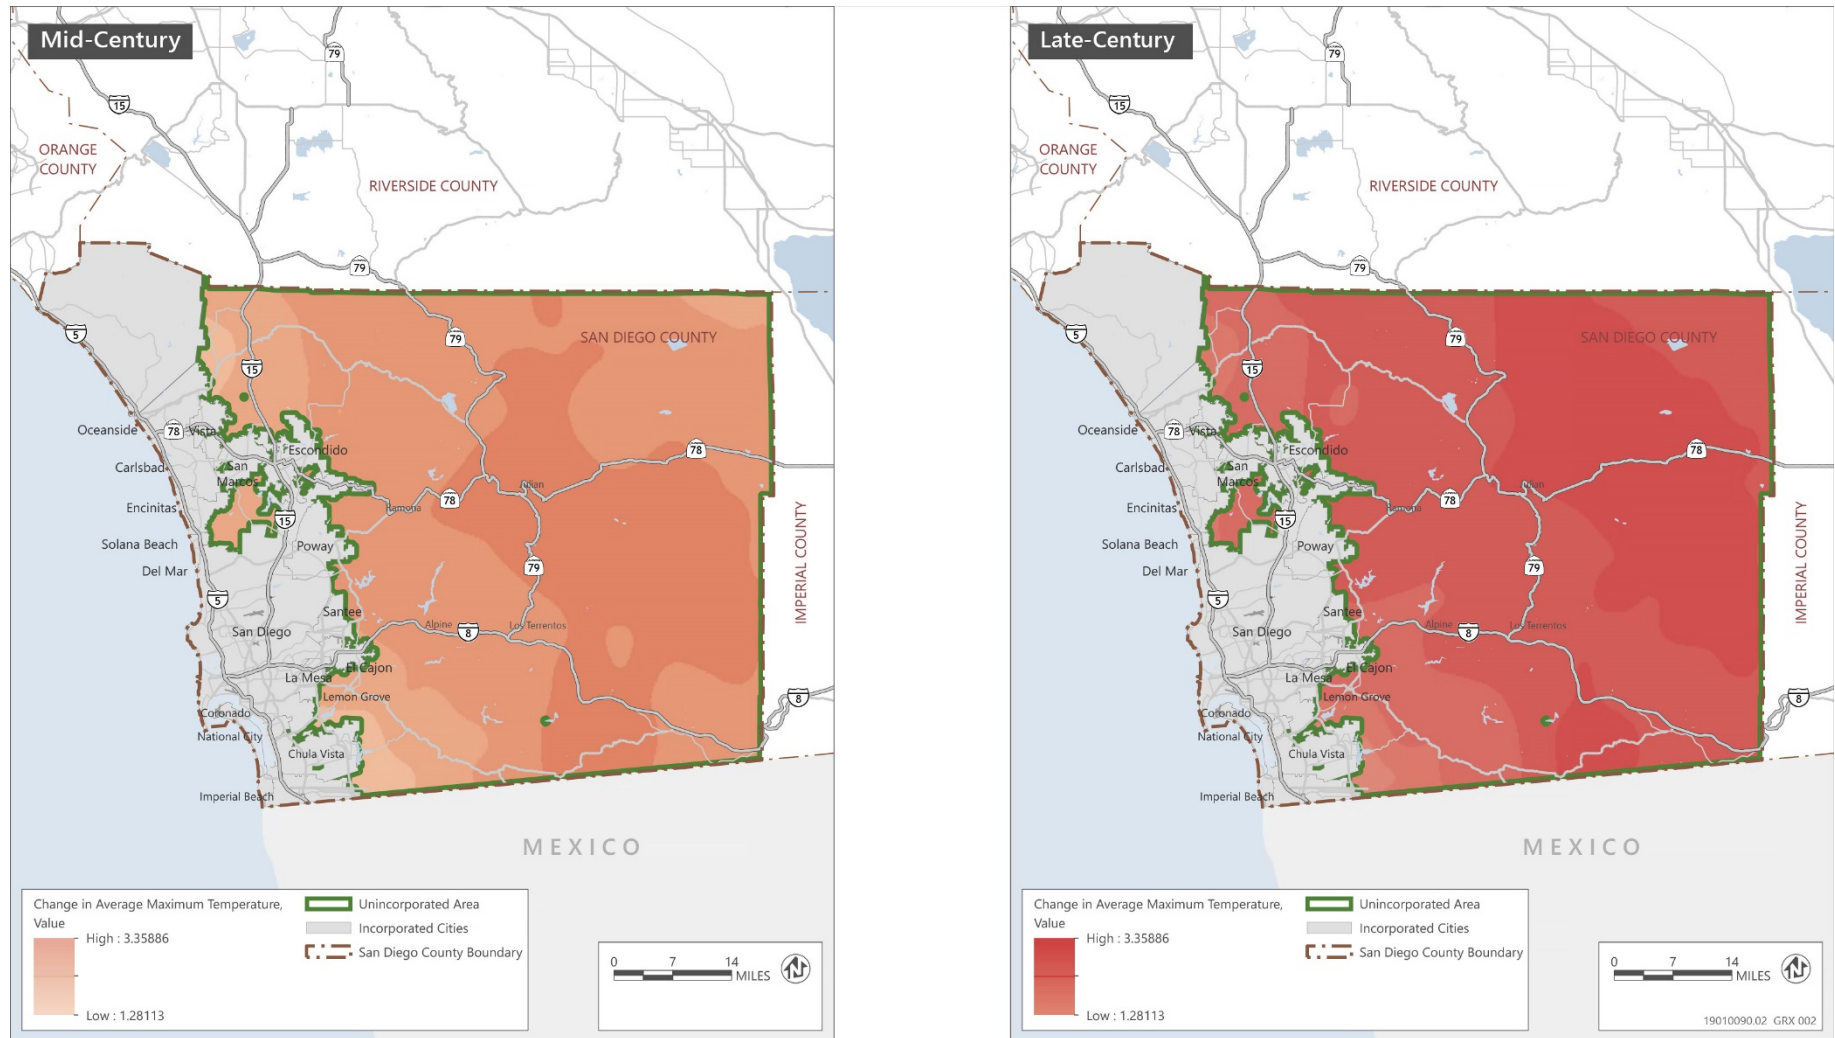 Mid-Century
79
15
ORANGE
COUNTY
RIVERSIDE COUNTY
79
5
79
SAN DIEGO COUNTY
15
Oceanside
78
Vista
Escondido
78
Carlsbad
San
Marcos
Julian
78
Encinitas
Ramona
15
Solana Beach
Poway
Del Mar
79
IMPERIAL COUNTY
5
Santee
San Diego
Alpine
8
Los Terrentos
El Cajon
La Mesa
Lemon Grove
8
Coronado
National City
Chula Vista
Imperial Beach
MEXICO
Change in Average Maximum Temperature,
Value
High : 3.35886
Low : 1.28113
Unincorporated Area
Incorporated Cities
San Diego County Boundary
0 7 14
MILES
N
Late-Century
79
15
ORANGE
COUNTY
RIVERSIDE COUNTY
79
5
79
SAN DIEGO COUNTY
15
Oceanside
78
Vista
Escondido
78
Carlsbad
San
Marcos
Julian
78
Encinitas
Ramona
15
Solana Beach
Poway
Del Mar
79
IMPERIAL COUNTY
5
Santee
San Diego
Alpine
8
Los Terrentos
El Cajon
La Mesa
Lemon Grove
8
Coronado
National City
Chula Vista
Imperial Beach
MEXICO
Change in Average Maximum Temperature,
Value
High : 3.35886
Low : 1.28113
Unincorporated Area
Incorporated Cities
San Diego County Boundary
0 7 14
MILES
N
19010090.02 GRX 002